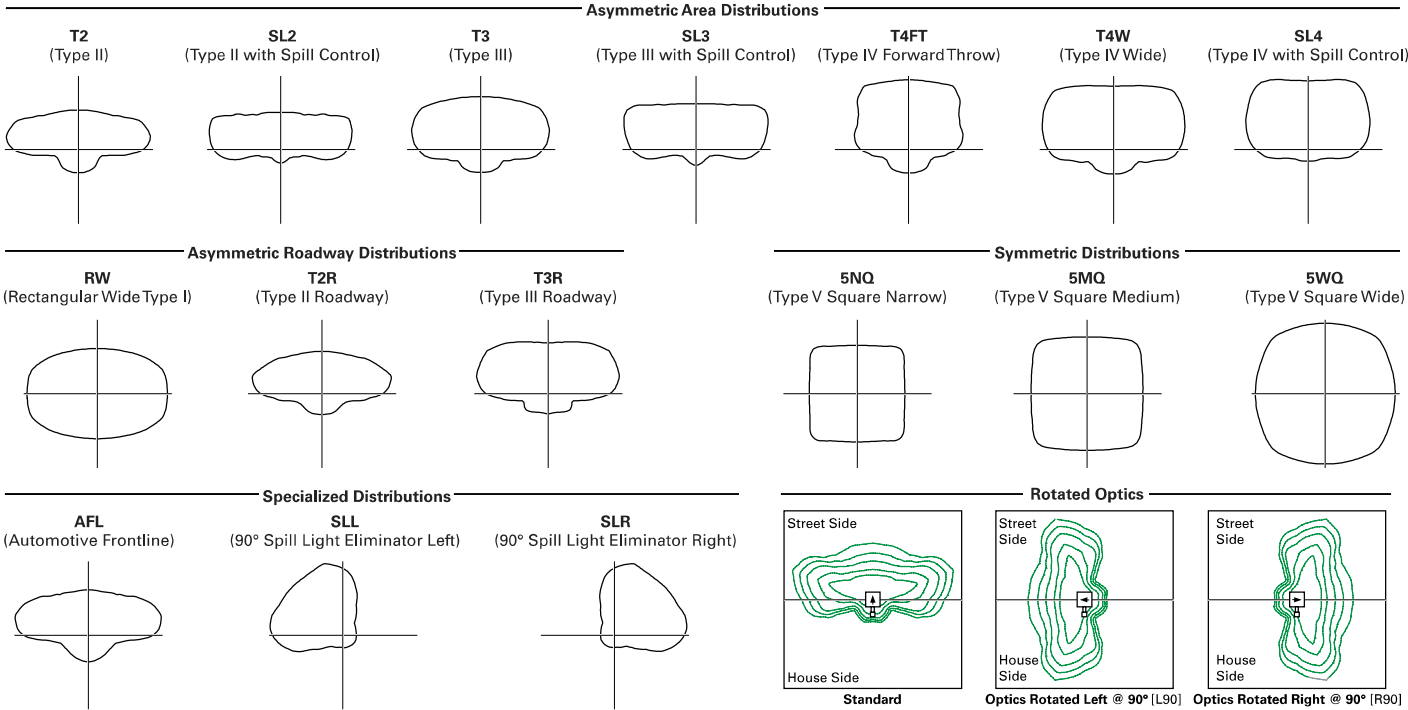 Asymmetric Area Distributions
T2
(Type II)
SL2
(Type II with Spill Control)
T3
(Type III)
SL3
(Type III with Spill Control)
T4FT
(Type IV Forward Throw)
T4W
(Type IV Wide)
SL4
(Type IV with Spill Control)
Asymmetric Roadway Distributions
RW
(Rectangular Wide Type I)
T2R
(Type II Roadway)
T3R
(Type III Roadway)
Symmetric Distributions
5NQ
(Type V Square Narrow)
5MQ
(Type V Square Medium)
5WQ
(Type V Square Wide)
Specialized Distributions
AFL
(Automotive Frontline)
SLL
(90° Spill Light Eliminator Left)
SLR
(90° Spill Light Eliminator Right)
Rotated Optics
Street Side
House Side
Standard
Street
Side
House
Side
Optics Rotated Left @ 90° [L90]
Street
Side
House
Side
Optics Rotated Right @ 90° [R90]